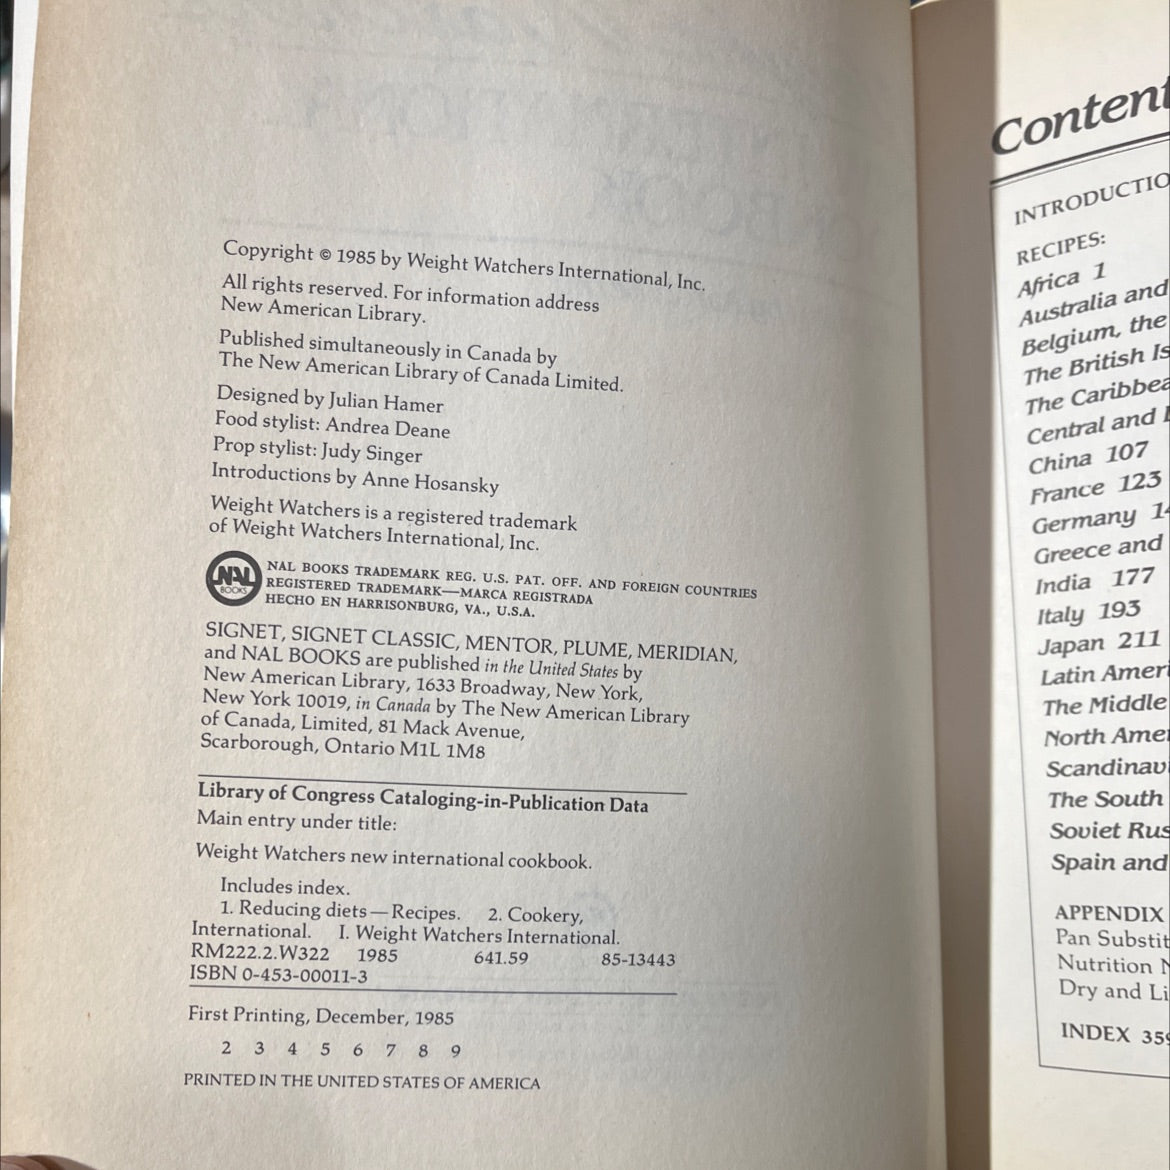 Copyright © 1985 by Weight Watchers International, Inc.
All rights reserved. For information address
New American Library.
Published simultaneously in Canada by
The New American Library of Canada Limited.
Designed by Julian Hamer
Food stylist: Andrea Deane
Prop stylist: Judy Singer
Introductions by Anne Hosansky
Weight Watchers is a registered trademark
of Weight Watchers International, Inc.
NAL
BOOKS
NAL BOOKS TRADEMARK REG. U.S. PAT. OFF. AND FOREIGN COUNTRIES
REGISTERED TRADEMARK—MARCA REGISTRADA
HECHO EN HARRISONBURG, VA., U.S.A.
SIGNET, SIGNET CLASSIC, MENTOR, PLUME, MERIDIAN,
and NAL BOOKS are published in the United States by
New American Library, 1633 Broadway, New York,
New York 10019, in Canada by The New American Library
of Canada, Limited, 81 Mack Avenue,
Scarborough, Ontario M1L 1M8
Library of Congress Cataloging-in-Publication Data
Main entry under title:
Weight Watchers new international cookbook.
Includes index.
1. Reducing diets—Recipes. 2. Cookery,
International. I. Weight Watchers International.
RM222.2.W322 1985 641.59 85-13443
ISBN 0-453-00011-3
First Printing, December, 1985
2 3 4 5 6 7 8 9
PRINTED IN THE UNITED STATES OF AMERICA
Content
INTRODUCTIO
RECIPES:
Africa 1
Australia and
Belgium, the
The British Is
The Caribbea
Central and
China 107
France 123
Germany 14
Greece and
India 177
Italy 193
Japan 211
Latin Ameri
The Middle
North Amer
Scandinav
The South
Soviet Rus
Spain and
APPENDIX
Pan Substit
Nutrition N
Dry and Li
INDEX 359